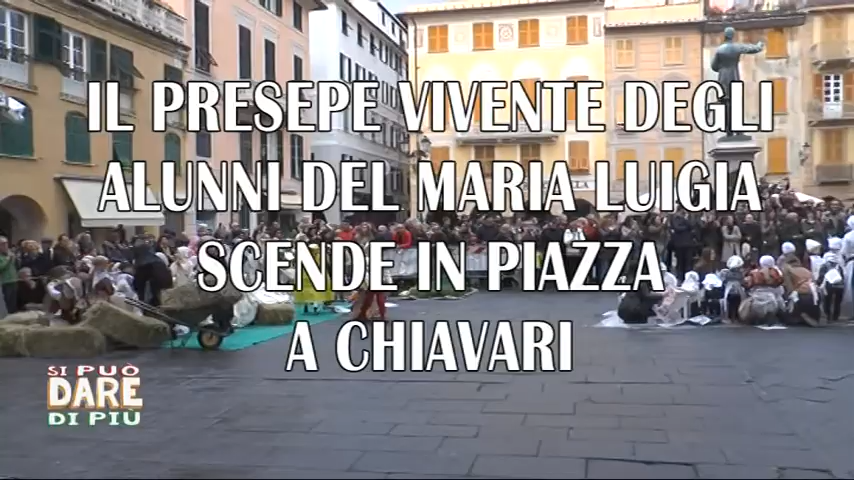 IL PRESEPE VIVENTE DEGLI
ALUNNI DEL MARIA LUIGIA
SCENDE IN PIAZZA
A CHIAVARI
SI PUÒ
DARE
DI PIÙ